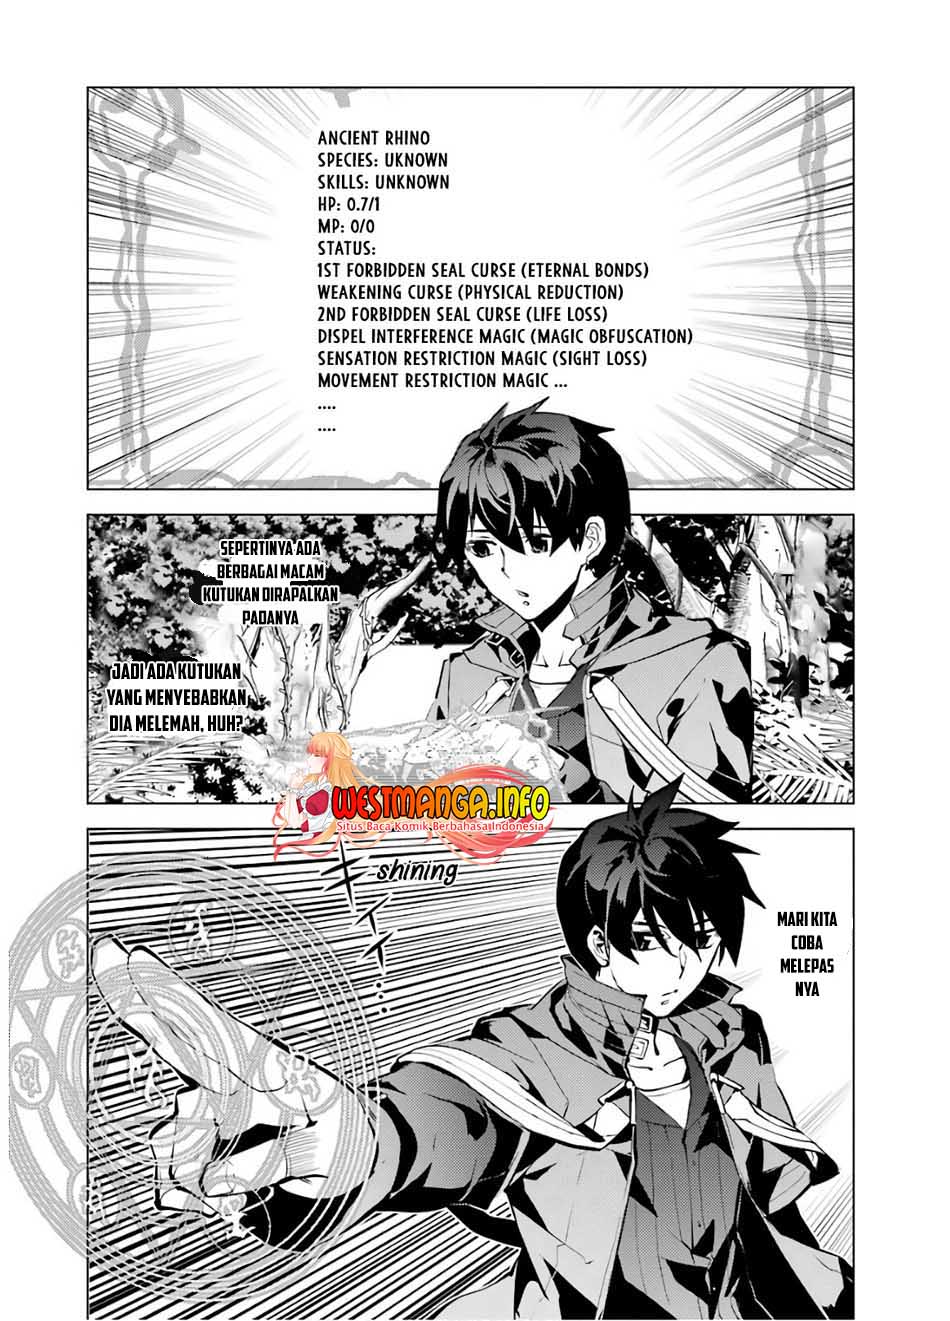 ANCIENT RHINO
SPECIES: UKNOWN
SKILLS: UNKNOWN
HP: 0.7/1
MP: 0/0
STATUS:
1ST FORBIDDEN SEAL CURSE (ETERNAL BONDS)
WEAKENING CURSE (PHYSICAL REDUCTION)
2ND FORBIDDEN SEAL CURSE (LIFE LOSS)
DISPEL INTERFERENCE MAGIC (MAGIC OBFUSCATION)
SENSATION RESTRICTION MAGIC (SIGHT LOSS)
MOVEMENT RESTRICTION MAGIC ...
....
....
SEPERTINYA ADA
BERBAGAI MACAM
KUTUKAN DIRAPALKAN
PADANYA
JADI ADA KUTUKAN
YANG MENYEBABKAN
DIA MELEMAH, HUH?
WESTMANGA.INFO
Situs Baca Komik Berbahasa Indonesia
shining
MARI KITA
COBA
MELEPAS
NYA